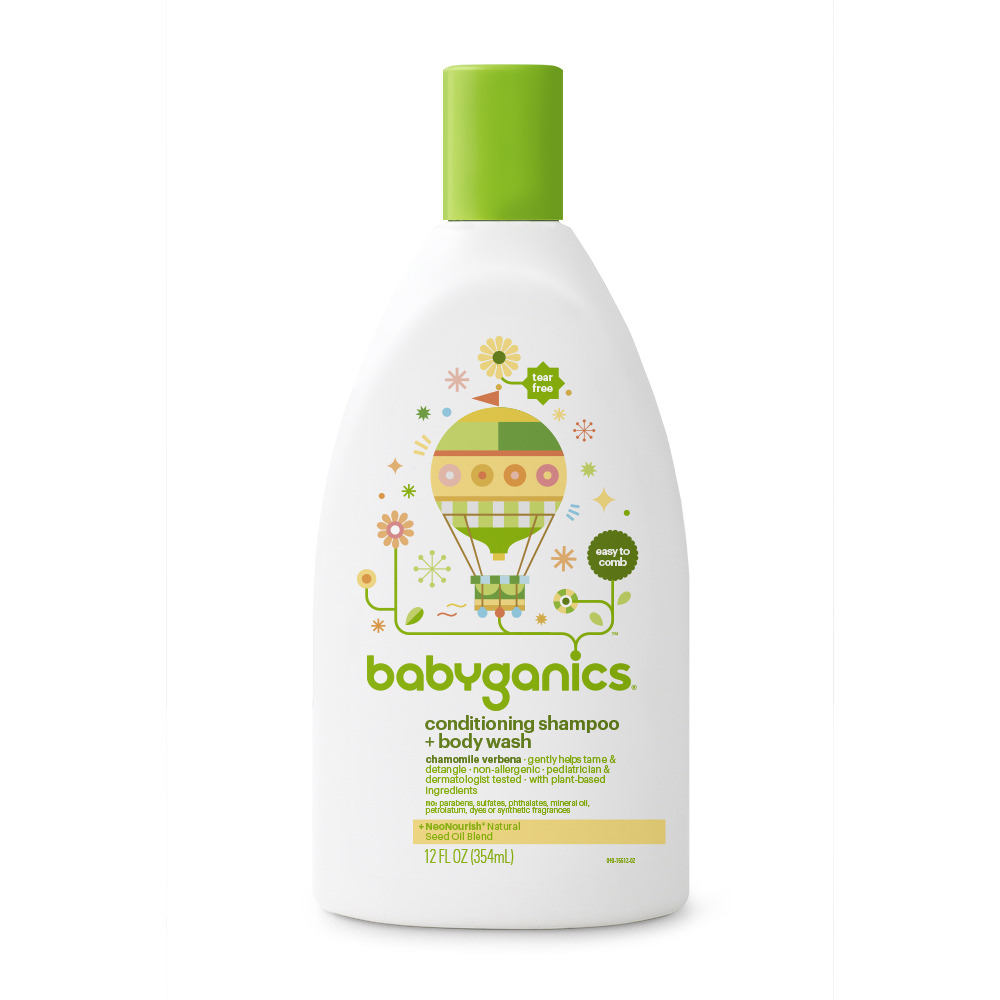 tear
free
easy to
comb
™
babyganics®
conditioning shampoo
+ body wash
chamomile verbena · gently helps tame &
detangle · non-allergenic · pediatrician &
dermatologist tested · with plant-based
ingredients
no: parabens, sulfates, phthalates, mineral oil,
petrolatum, dyes or synthetic fragrances
+ NeoNourish® Natural
Seed Oil Blend
12 FL OZ (354mL)